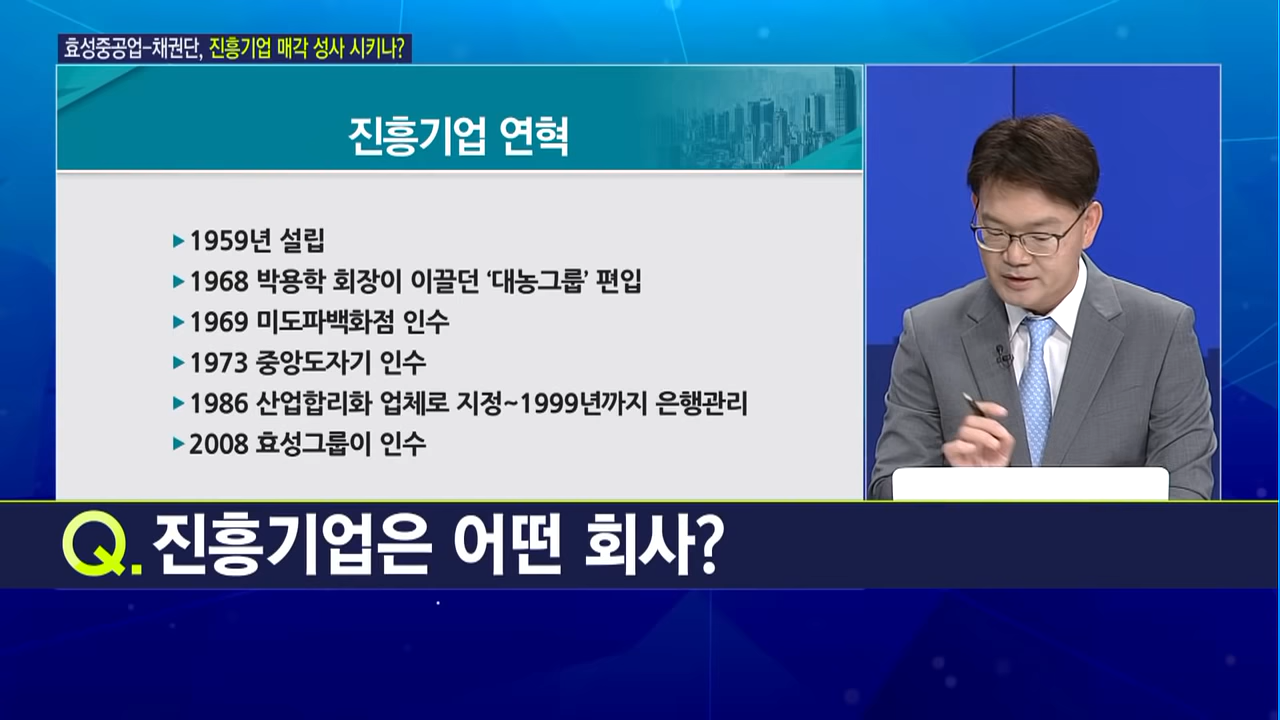 효성중공업-채권단, 진흥기업 매각 성사 시키나?
진흥기업 연혁
▶1959년 설립
▶1968 박용학 회장이 이끌던 ‘대농그룹’ 편입
▶1969 미도파백화점 인수
▶1973 중앙도자기 인수
▶1986 산업합리화 업체로 지정~1999년까지 은행관리
▶2008 효성그룹이 인수
Q. 진흥기업은 어떤 회사?